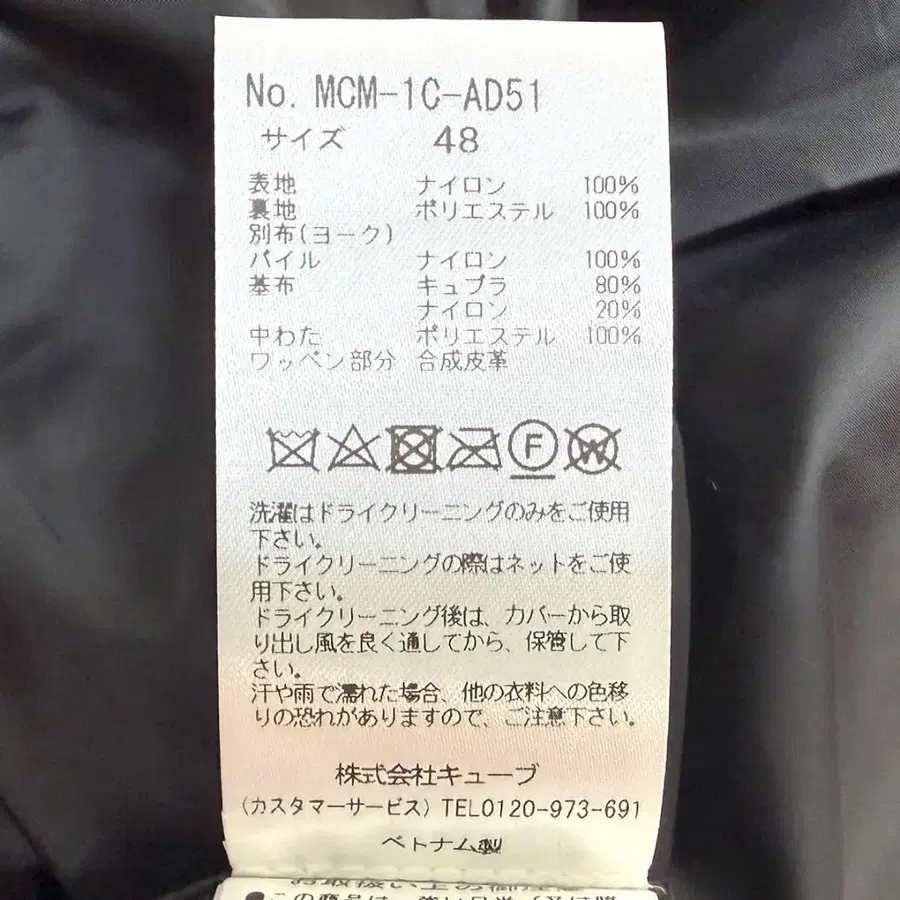 No. MCM-1C-AD51
サイズ 48
表地 ナイロン 100%
裏地 ポリエステル 100%
別布(ヨーク)
パイル ナイロン 100%
基布 キュプラ 80%
ナイロン 20%
中わた ポリエステル 100%
ワッペン部分 合成皮革
F W
洗濯はドライクリーニングのみをご使用
下さい。
ドライクリーニングの際はネットをご使
用下さい。
ドライクリーニング後は、カバーから取
り出し風を良く通してから、保管して下
さい。
汗や雨で濡れた場合、他の衣料への色移
りの恐れがありますので、ご注意下さい。
株式会社キューブ
(カスタマーサービス) TEL0120-973-691
ベトナム製
●この商品は